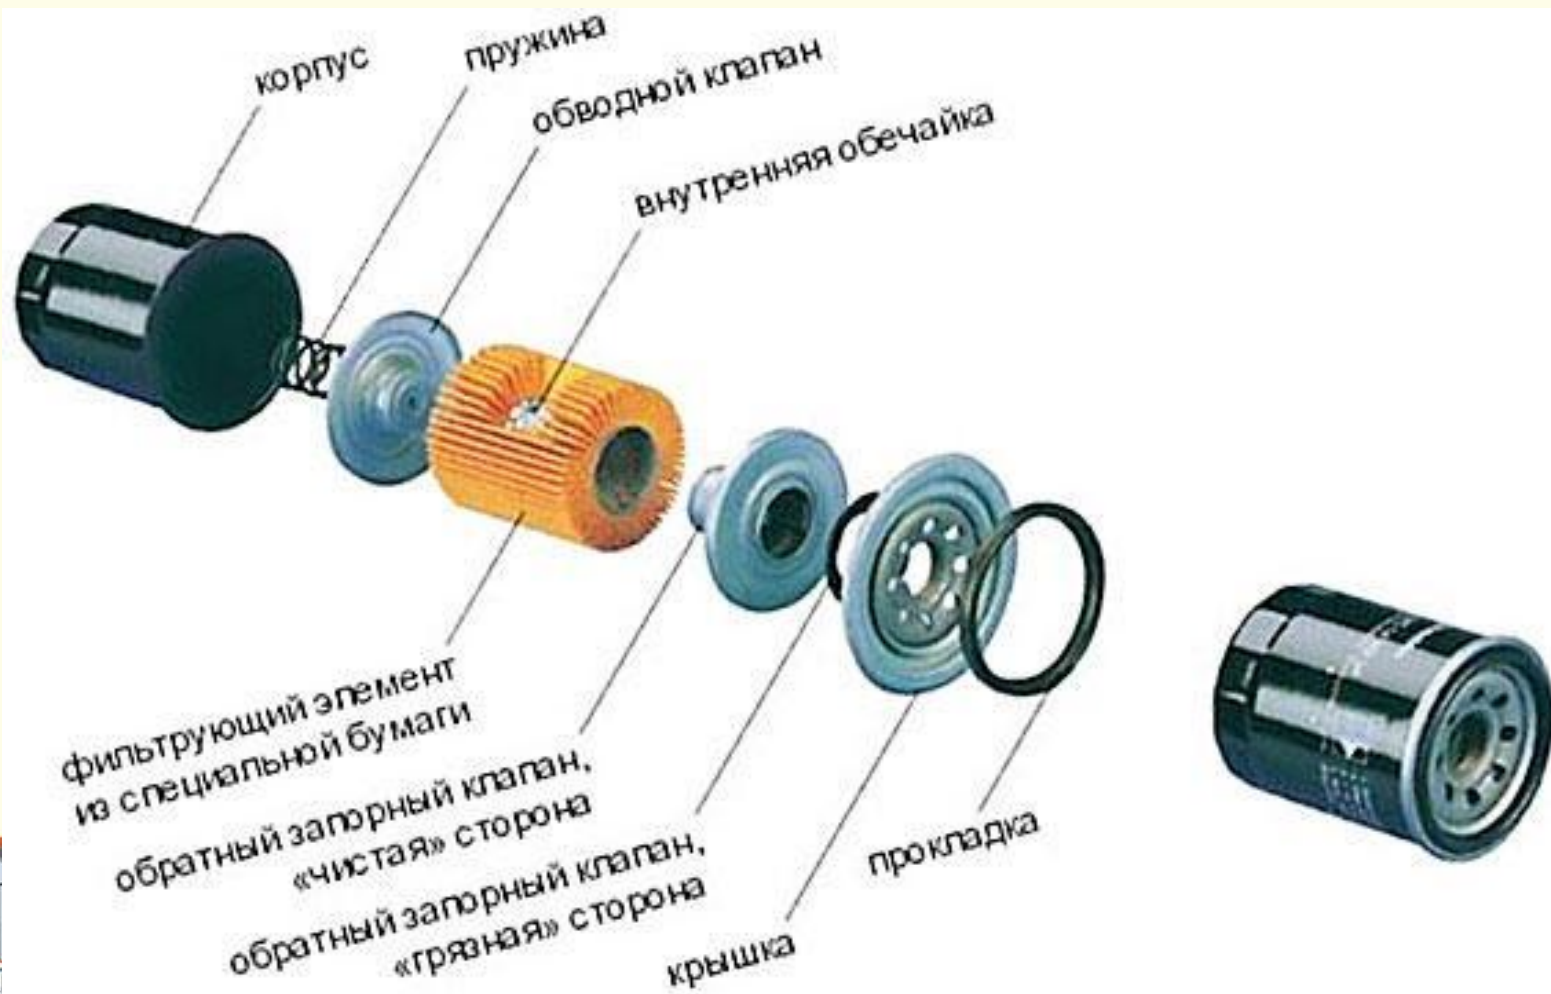 корпус
пружина
обводной клапан
внутренняя обечайка
фильтрующий элемент
из специальной бумаги
обратный запорный клапан,
«чистая» сторона
обратный запорный клапан,
«грязная» сторона
крышка
прокладка